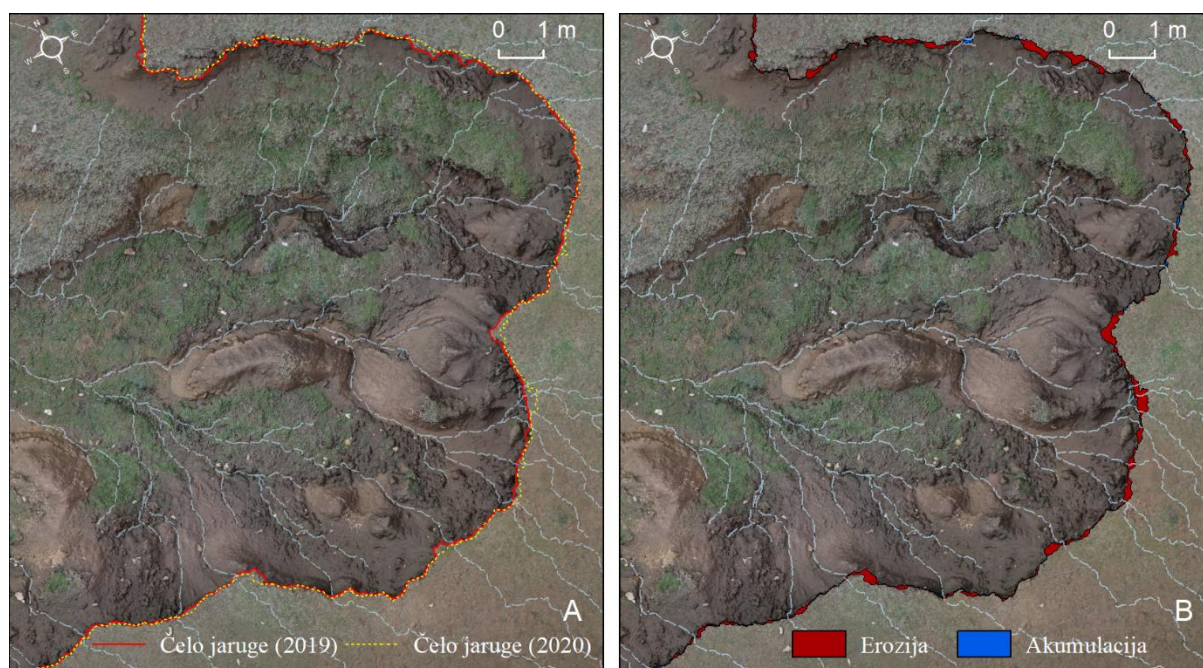 N
E
W
S
0 1 m
A
Čelo jaruge (2019) Čelo jaruge (2020)
N
E
W
S
0 1 m
B
Erozija Akumulacija